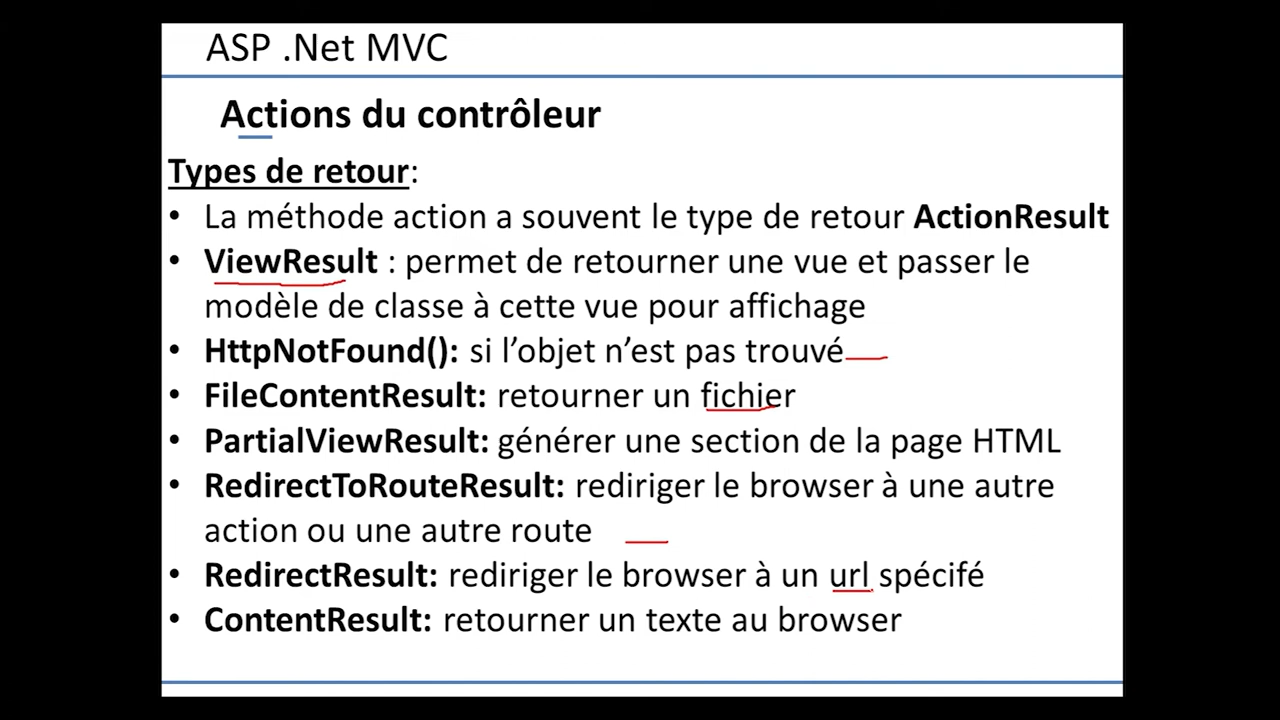 ASP .Net MVC
Actions du contrôleur
Types de retour:
• La méthode action a souvent le type de retour ActionResult
• ViewResult : permet de retourner une vue et passer le
modèle de classe à cette vue pour affichage
• HttpNotFound(): si l’objet n’est pas trouvé
• FileContentResult: retourner un fichier
• PartialViewResult: générer une section de la page HTML
• RedirectToRouteResult: rediriger le browser à une autre
action ou une autre route
• RedirectResult: rediriger le browser à un url spécifé
• ContentResult: retourner un texte au browser